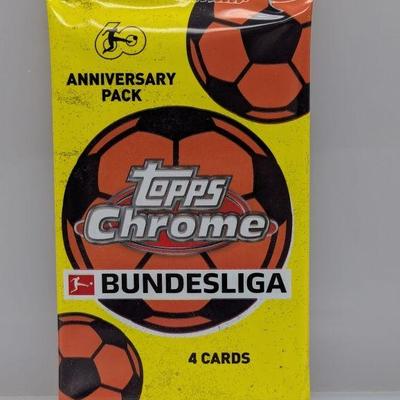 60
ANNIVERSARY
PACK
Topps
Chrome
BUNDESLIGA
4 CARDS